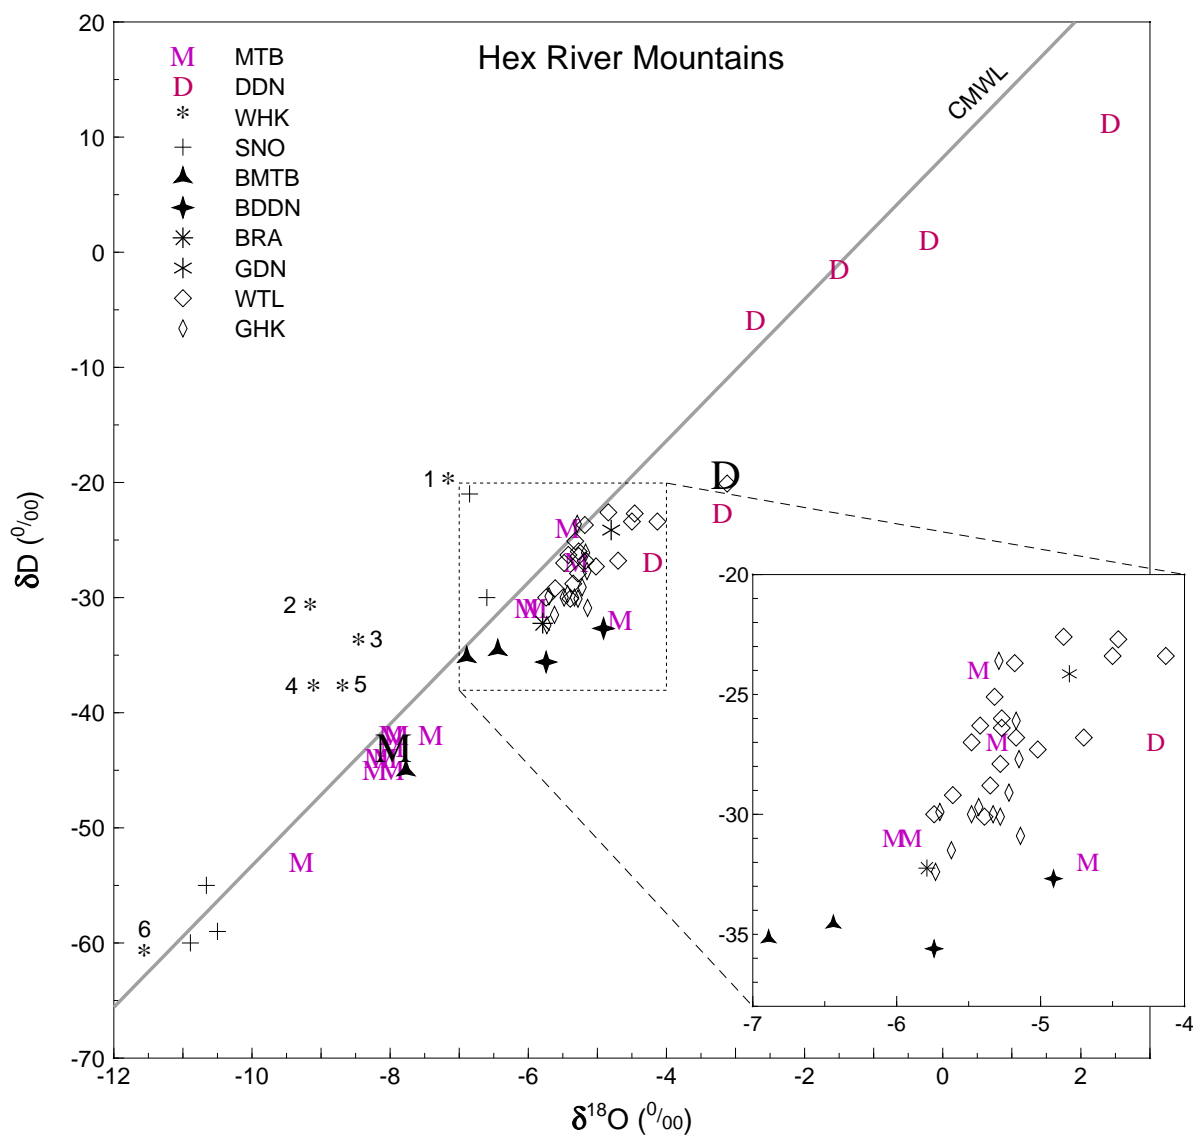 Hex River Mountains
M MTB
D DDN
* WHK
+ SNO
BMTB
BDDN
BRA
GDN
WTL
GHK
CMWL
20
10
0
-10
-20
-30
-40
-50
-60
-70
δD (0/00)
-12
-10
-8
-6
-4
-2
0
2
δ18O (0/00)
D
D
D
D
D
D
D
1
2
3
4
5
6
M
M
M
M
M
M
M
M
-20
-25
-30
-35
-7
-6
-5
-4
M
M
D
MM
M